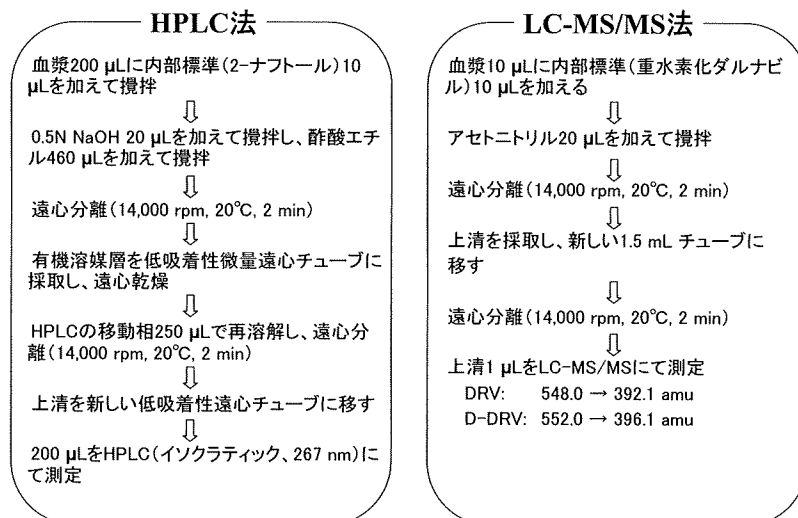 HPLC法
血漿200 µLに内部標準(2-ナフトール)10
µLを加えて攪拌
⇩
0.5N NaOH 20 µLを加えて攪拌し、酢酸エチ
ル460 µLを加えて攪拌
⇩
遠心分離(14,000 rpm, 20℃, 2 min)
⇩
有機溶媒層を低吸着性微量遠心チューブに
採取し、遠心乾燥
⇩
HPLCの移動相250 µLで再溶解し、遠心分
離(14,000 rpm, 20℃, 2 min)
⇩
上清を新しい低吸着性遠心チューブに移す
⇩
200 µLをHPLC(イソクラティック、267 nm)に
て測定
LC-MS/MS法
血漿10 µLに内部標準(重水素化ダルナビ
ル)10 µLを加える
⇩
アセトニトリル20 µLを加えて攪拌
⇩
遠心分離(14,000 rpm, 20℃, 2 min)
⇩
上清を採取し、新しい1.5 mL チューブに
移す
⇩
遠心分離(14,000 rpm, 20℃, 2 min)
⇩
上清1 µLをLC-MS/MSにて測定
DRV: 548.0 → 392.1 amu
D-DRV: 552.0 → 396.1 amu